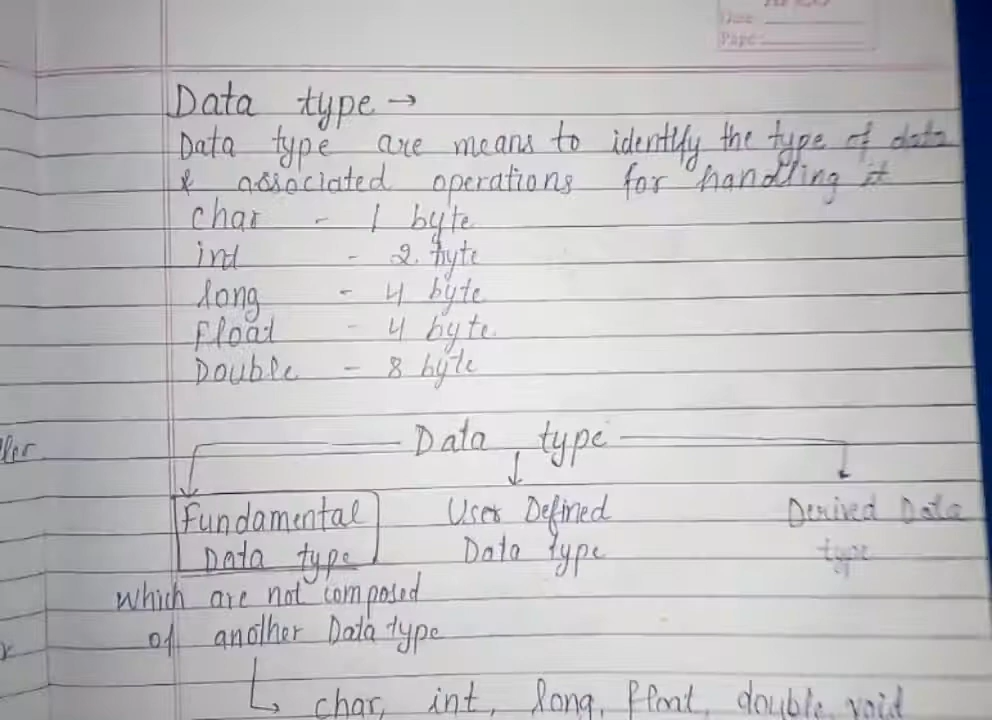 Date
Page
Data type →
Data type are means to identify the type of data
& associated operations for handling it
char - 1 byte
int - 2 byte
long - 4 byte
Float - 4 byte
Double - 8 byte
Data type
Fundamental User Defined Derived Data
Data type Data type type
which are not composed
of another Data type
char, int, long, float, double, void